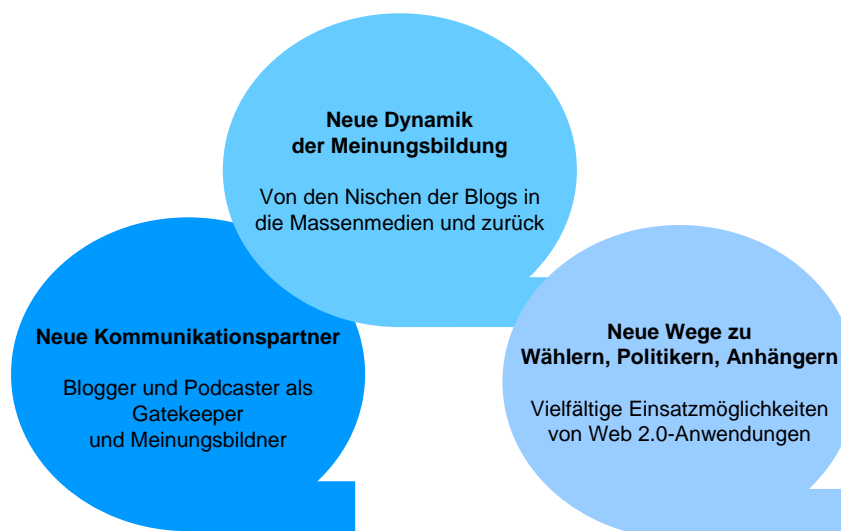 Neue Dynamik
der Meinungsbildung
Von den Nischen der Blogs in
die Massenmedien und zurück
Neue Kommunikationspartner
Blogger und Podcaster als
Gatekeeper
und Meinungsbildner
Neue Wege zu
Wählern, Politikern, Anhängern
Vielfältige Einsatzmöglichkeiten
von Web 2.0-Anwendungen